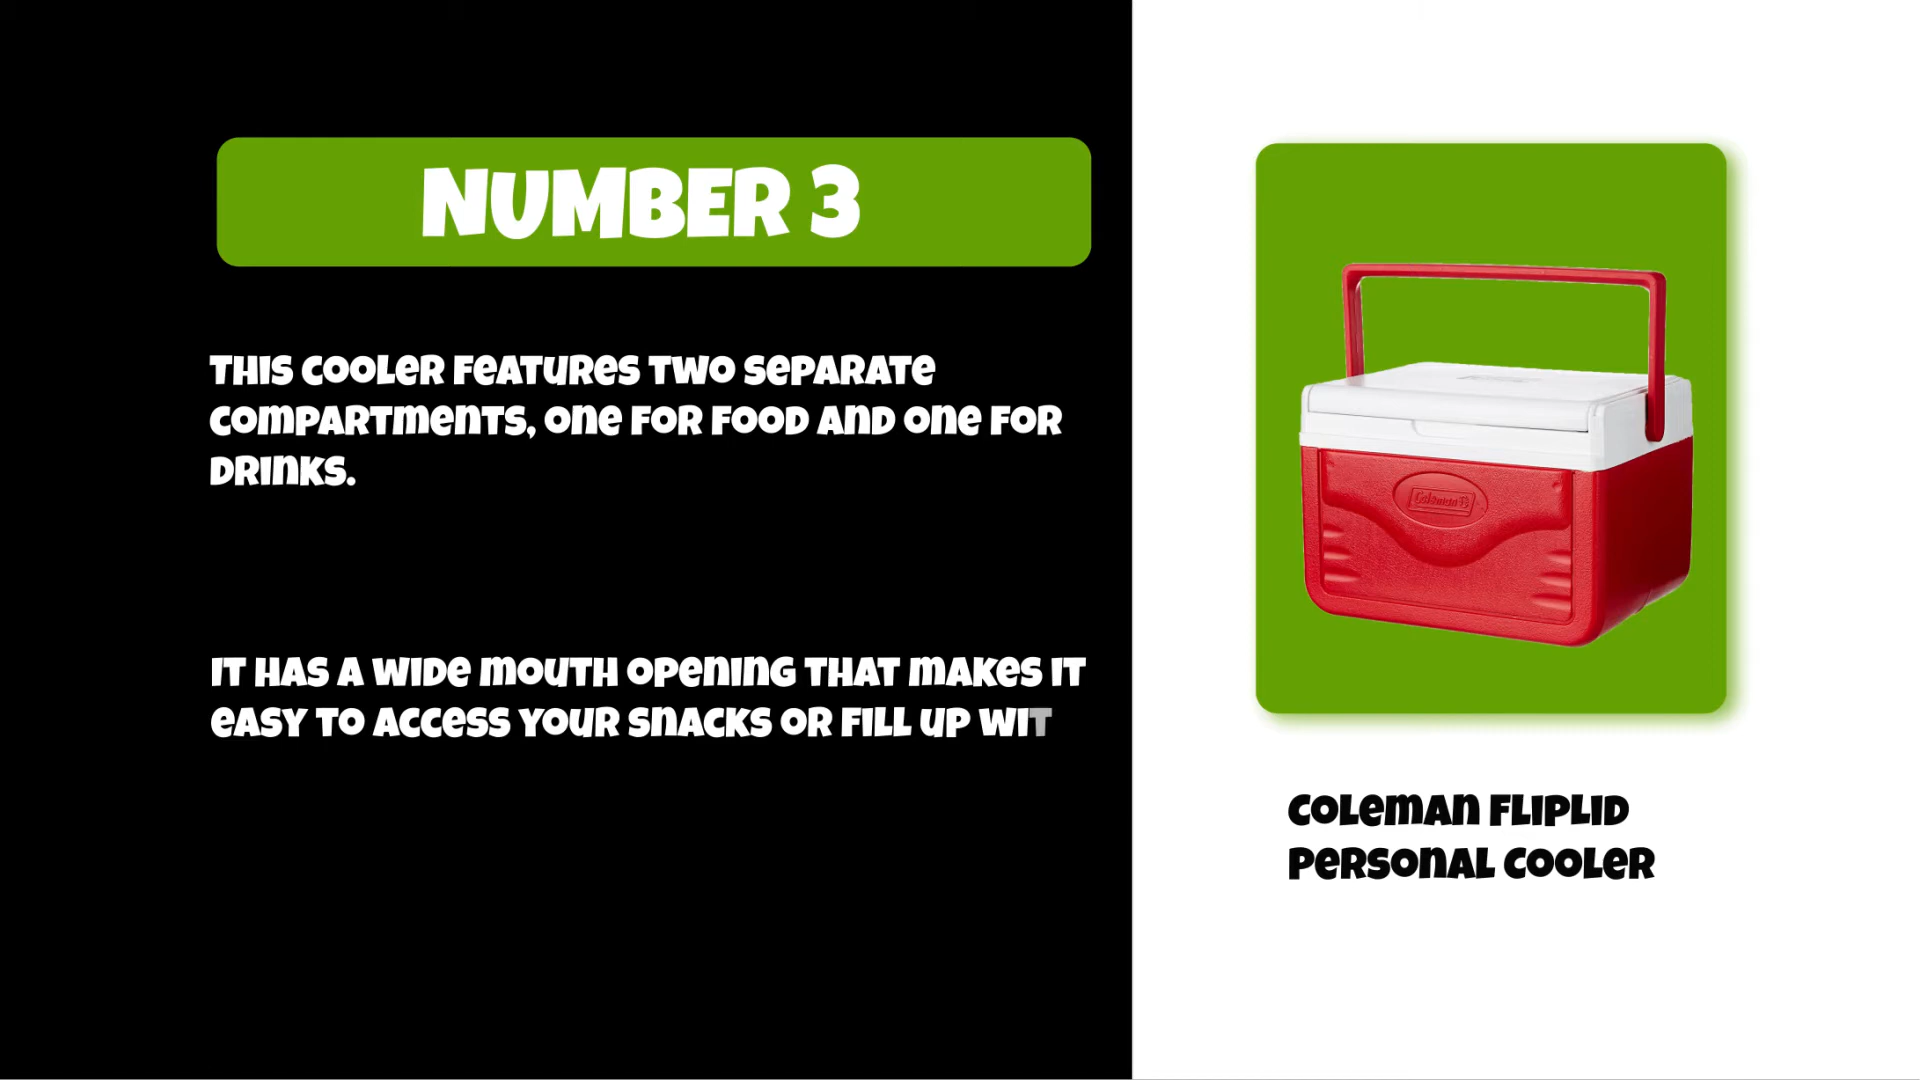 NUMBER 3
THIS COOLER FEATURES TWO SEPARATE
COMPARTMENTS, ONE FOR FOOD AND ONE FOR
DRINKS.
IT HAS A WIDE MOUTH OPENING THAT MAKES IT
EASY TO ACCESS YOUR SNACKS OR FILL UP WIT
Coleman
COLEMAN FLIPLID
PERSONAL COOLER